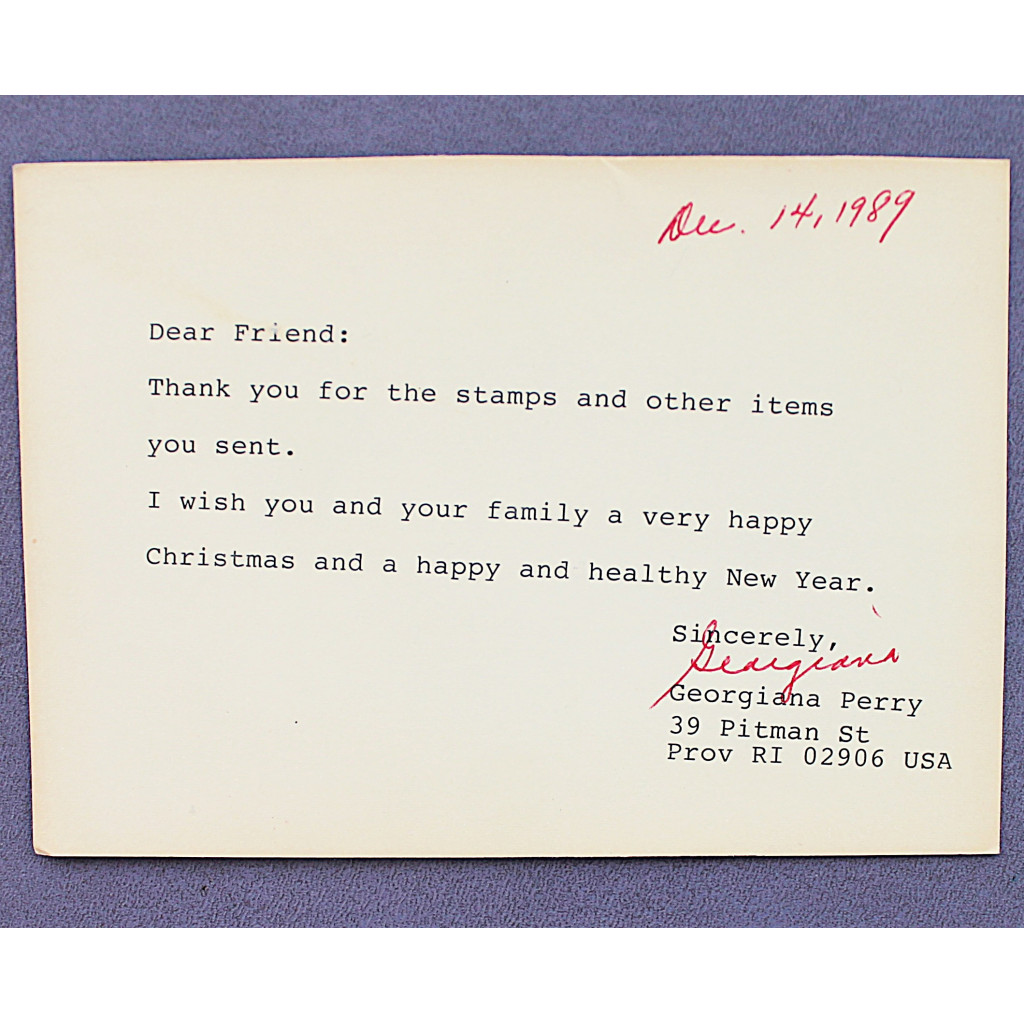 Dec. 14, 1989
Dear Friend:
Thank you for the stamps and other items
you sent.
I wish you and your family a very happy
Christmas and a happy and healthy New Year.
Sincerely,
Georgiana
Georgiana Perry
39 Pitman St
Prov RI 02906 USA